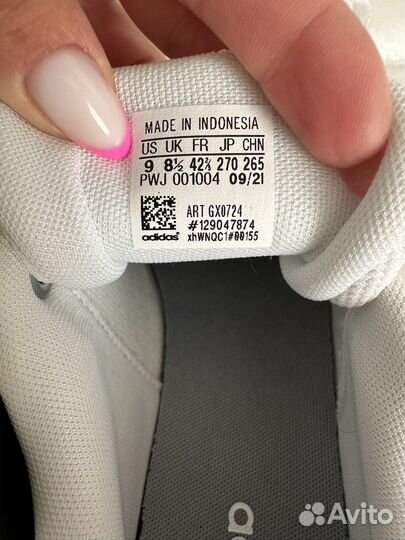 MADE IN INDONESIA
US UK FR JP CHN
9 8½ 42⅔ 270 265
PWJ 001004 09/21
ART GX0724
#129047874
adidas xhWNQC1#00155
Avito